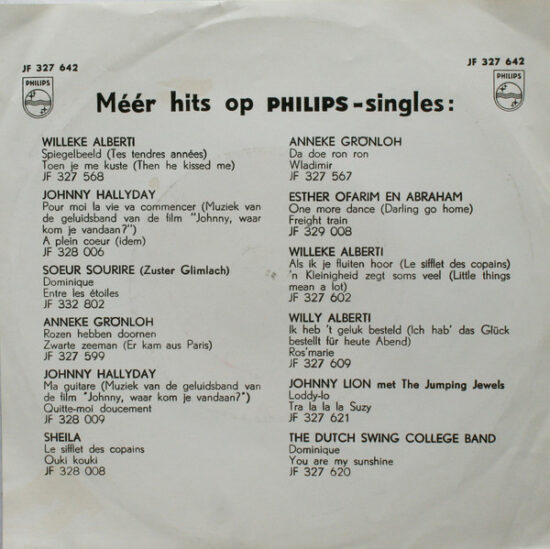 JF 327 642
JF 327 642
PHILIPS
PHILIPS
Méér hits op PHILIPS-singles:
WILLEKE ALBERTI
Spiegelbeeld (Tes tendres années)
Toen je me kuste (Then he kissed me)
JF 327 568
JOHNNY HALLYDAY
Pour moi la vie va commencer (Muziek van
de geluidsband van de film "Johnny, waar
kom je vandaan?")
A plein coeur (idem)
JF 328 006
SOEUR SOURIRE (Zuster Glimlach)
Dominique
Entre les étoiles
JF 332 802
ANNEKE GRÖNLOH
Rozen hebben doornen
Zwarte zeeman (Er kam aus Paris)
JF 327 599
JOHNNY HALLYDAY
Ma guitare (Muziek van de geluidsband van
de film "Johnny, waar kom je vandaan?")
Quitte-moi doucement
JF 328 009
SHEILA
Le sifflet des copains
Ouki kouki
JF 328 008
ANNEKE GRÖNLOH
Da doe ron ron
Wladimir
JF 327 567
ESTHER OFARIM EN ABRAHAM
One more dance (Darling go home)
Freight train
JF 329 008
WILLEKE ALBERTI
Als ik je fluiten hoor (Le sifflet des copains)
'n Kleinigheid zegt soms veel (Little things
mean a lot)
JF 327 602
WILLY ALBERTI
Ik heb 't geluk besteld (Ich hab' das Glück
bestellt für heute Abend)
Ros'marie
JF 327 609
JOHNNY LION met The Jumping Jewels
Loddy-lo
Tra la la la Suzy
JF 327 621
THE DUTCH SWING COLLEGE BAND
Dominique
You are my sunshine
JF 327 620